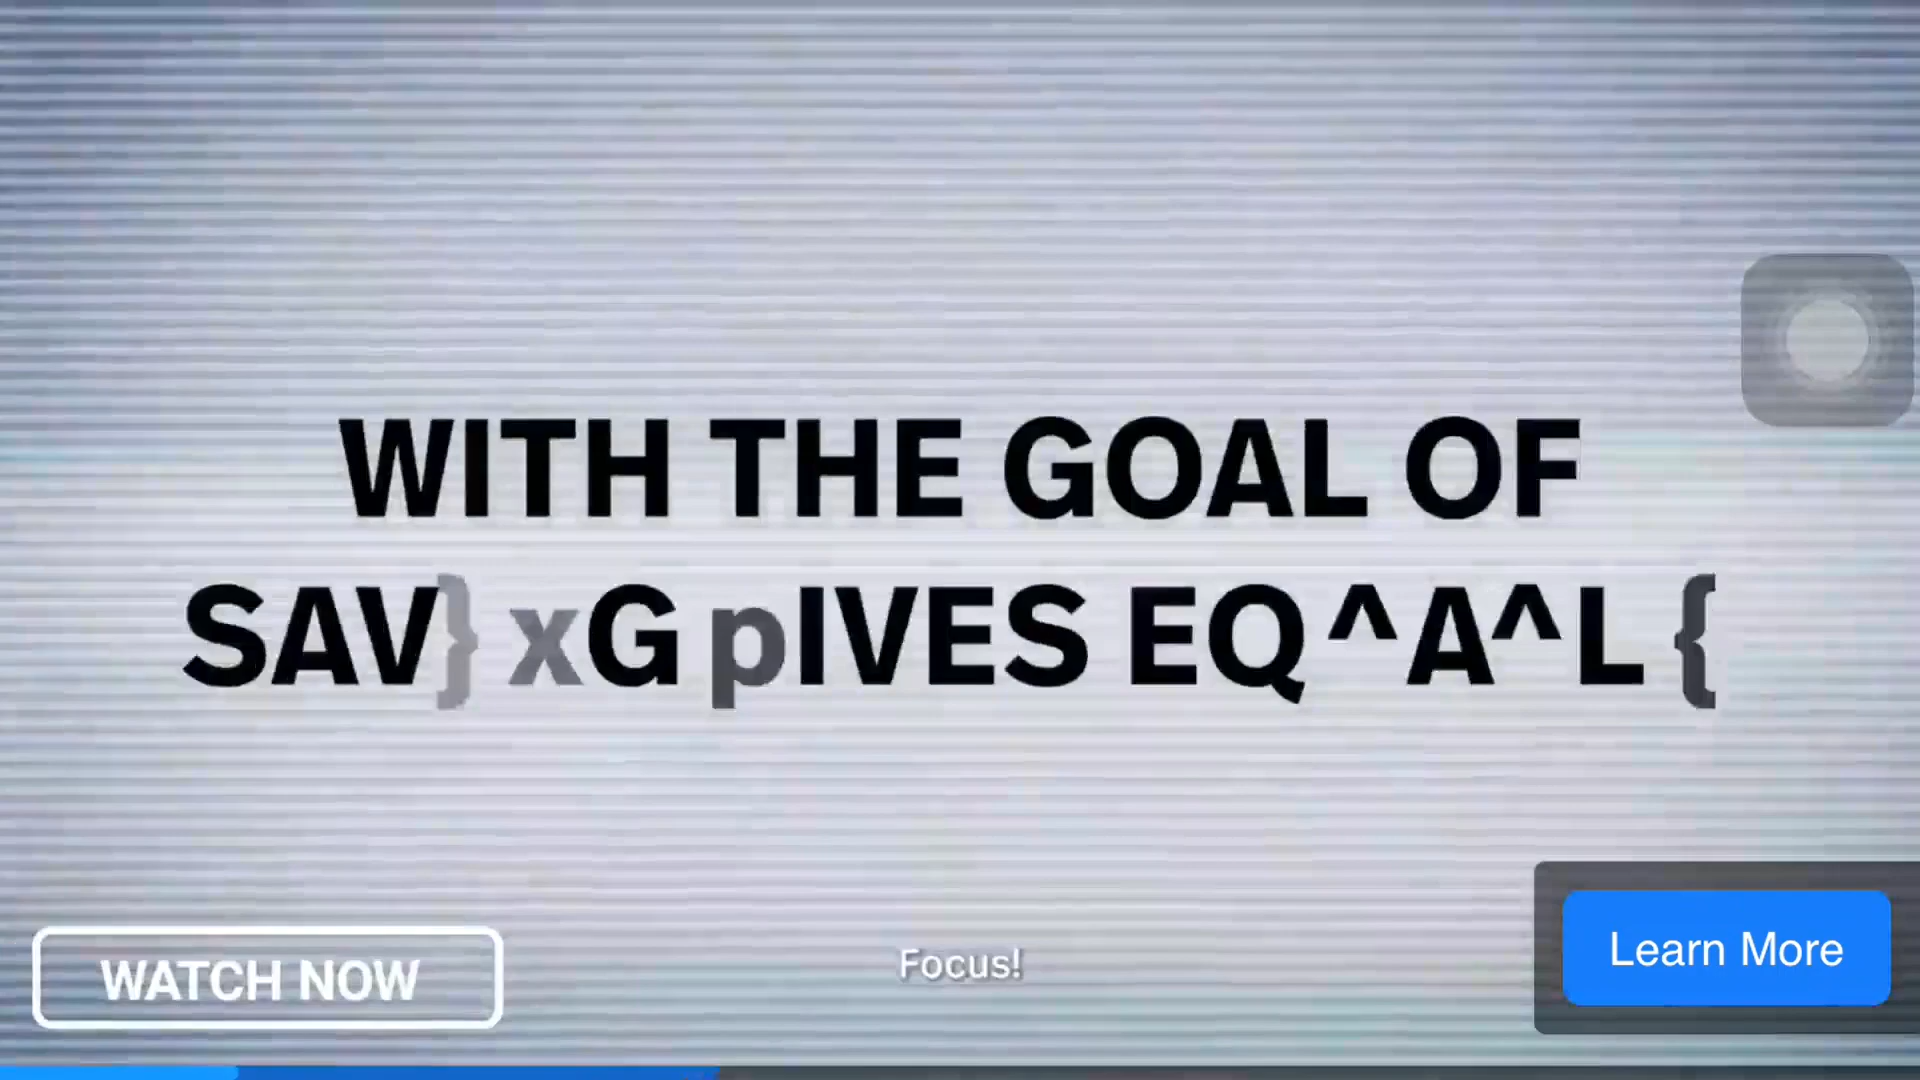 WITH THE GOAL OF
SAV} xG pIVES EQ^A^L {
Focus!
WATCH NOW
Learn More